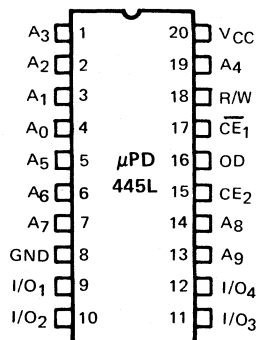 A3 1 20 VCC
A2 2 19 A4
A1 3 18 R/W
A0 4 17 C̅E̅1
A5 5 μPD 16 OD
A6 6 445L 15 CE2
A7 7 14 A8
GND 8 13 A9
I/O1 9 12 I/O4
I/O2 10 11 I/O3